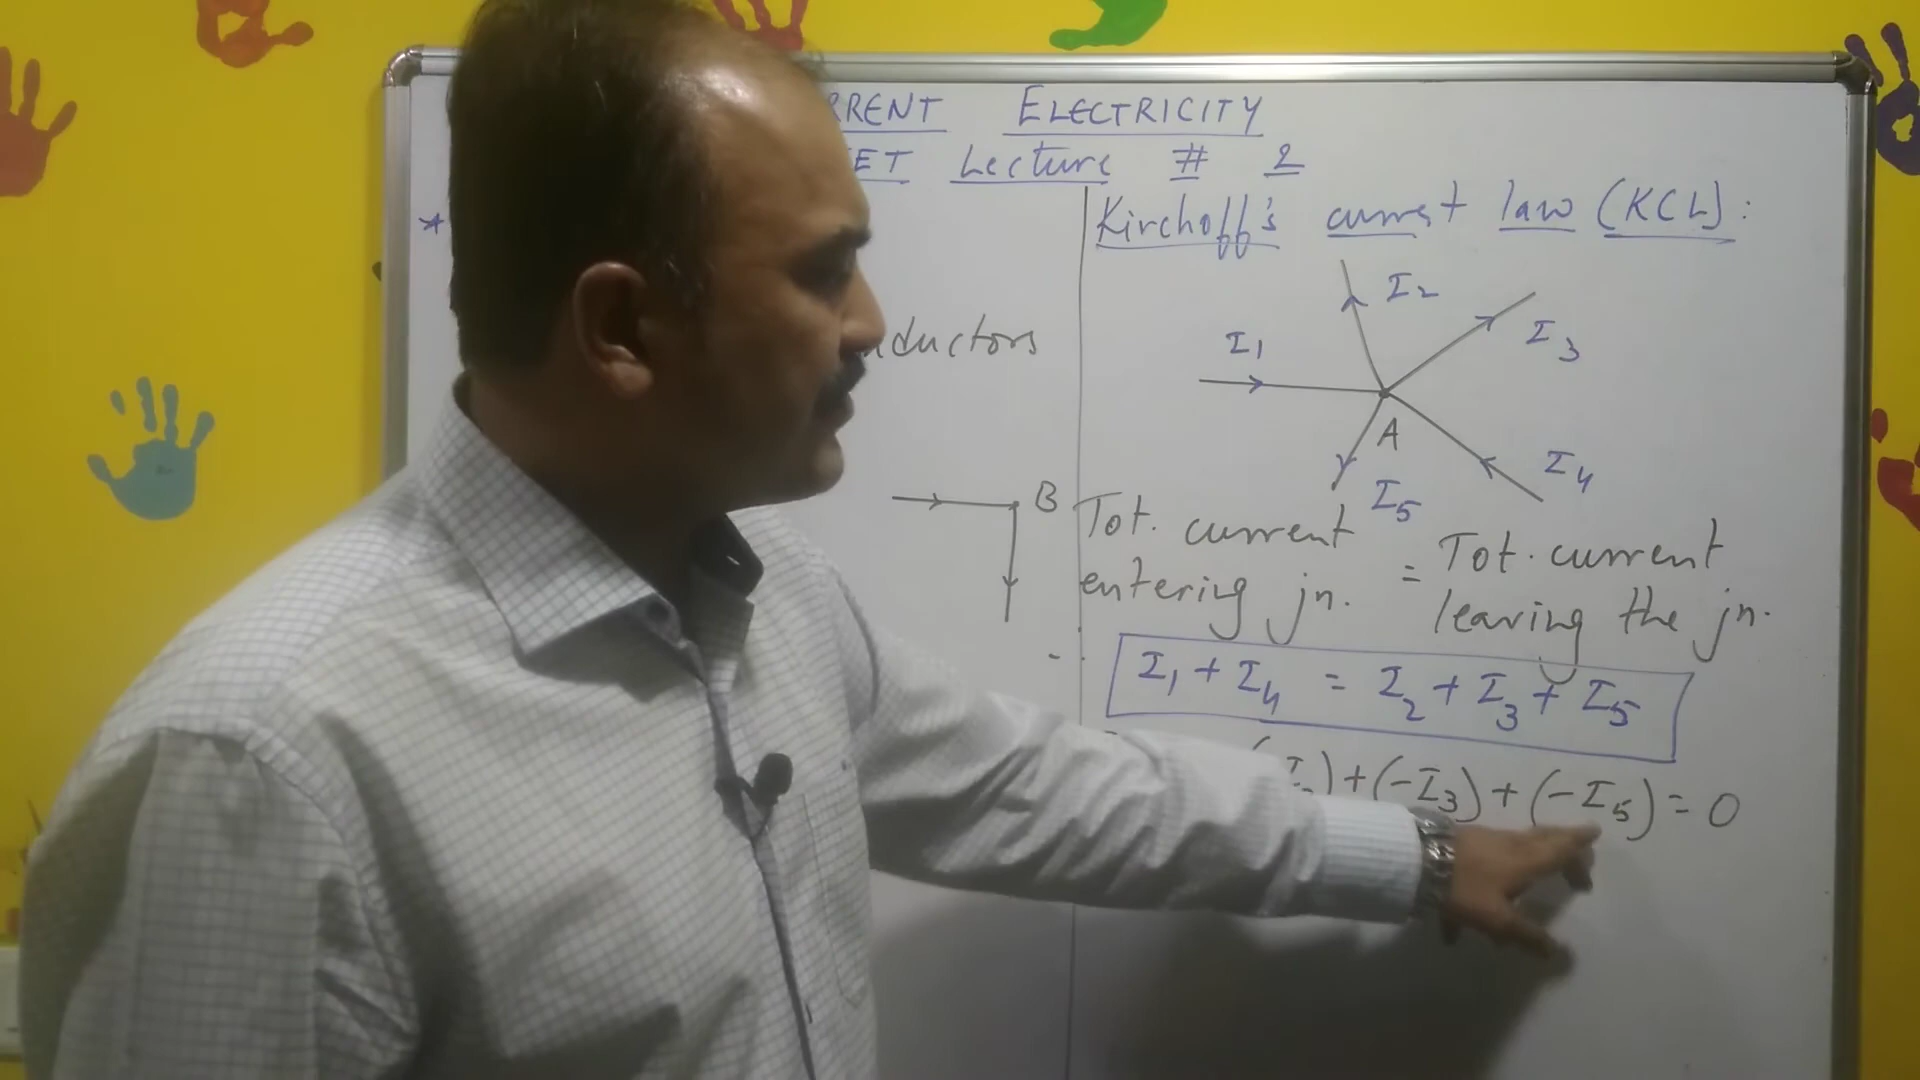 RRENT ELECTRICITY
ET Lecture # 2
*
Kirchoff's current law (KCL):
I2
I3
I1
nductors
A
I4
B
I5
Tot. current entering jn. = Tot. current leaving the jn.
I1 + I4 = I2 + I3 + I5
) + (-I3) + (-I5) = 0